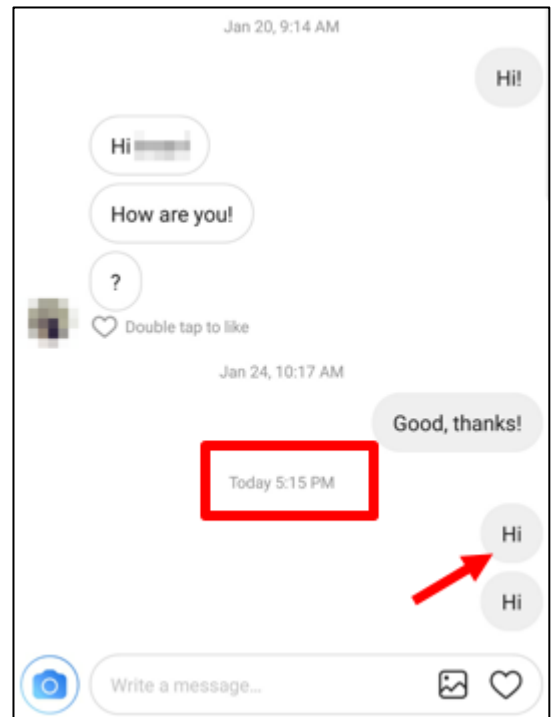 Jan 20, 9:14 AM
Hi!
Hi
How are you!
?
Double tap to like
Jan 24, 10:17 AM
Good, thanks!
Today 5:15 PM
Hi
Hi
Write a message...